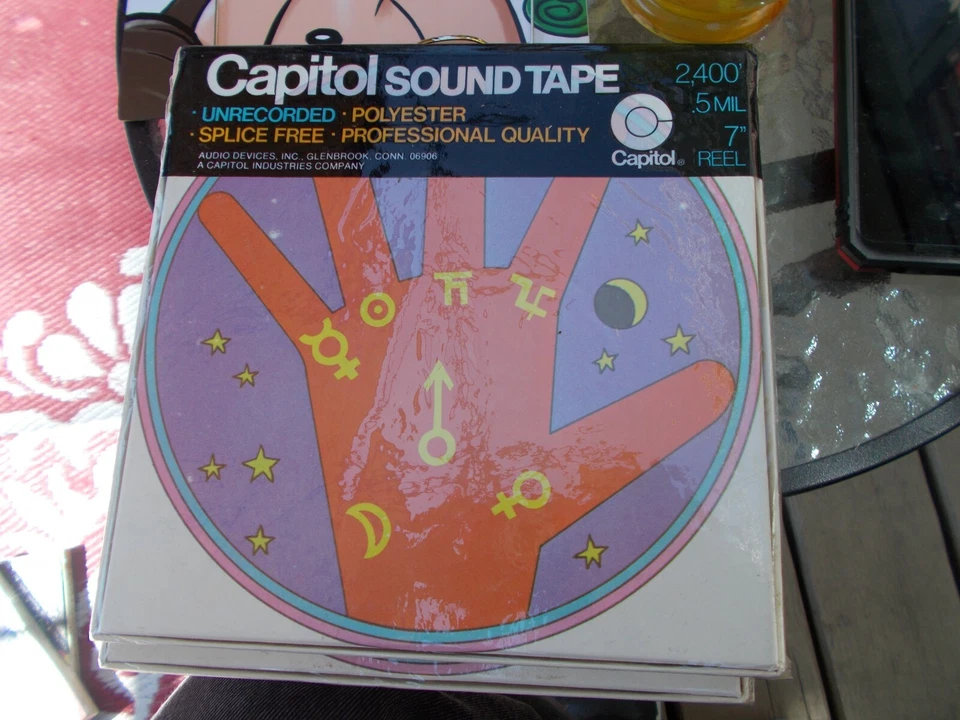 Capitol SOUND TAPE
· UNRECORDED · POLYESTER
· SPLICE FREE · PROFESSIONAL QUALITY
AUDIO DEVICES, INC., GLENBROOK, CONN. 06906
A CAPITOL INDUSTRIES COMPANY
Capitol®
2,400'
.5 MIL
7"
REEL